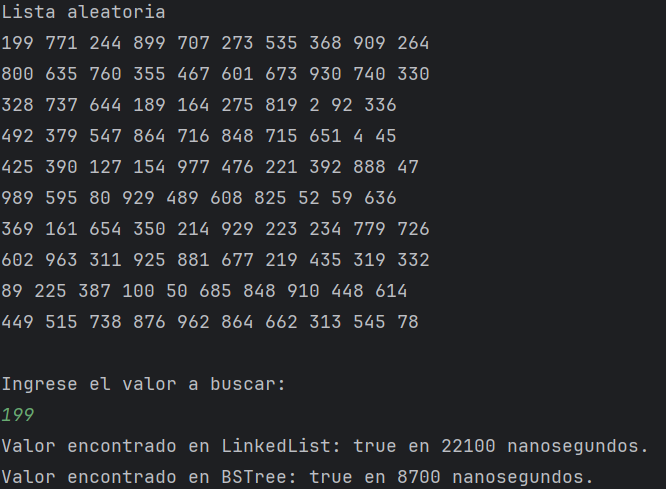 Lista aleatoria
199 771 244 899 707 273 535 368 909 264
800 635 760 355 467 601 673 930 740 330
328 737 644 189 164 275 819 2 92 336
492 379 547 864 716 848 715 651 4 45
425 390 127 154 977 476 221 392 888 47
989 595 80 929 489 608 825 52 59 636
369 161 654 350 214 929 223 234 779 726
602 963 311 925 881 677 219 435 319 332
89 225 387 100 50 685 848 910 448 614
449 515 738 876 962 864 662 313 545 78
Ingrese el valor a buscar:
199
Valor encontrado en LinkedList: true en 22100 nanosegundos.
Valor encontrado en BSTree: true en 8700 nanosegundos.